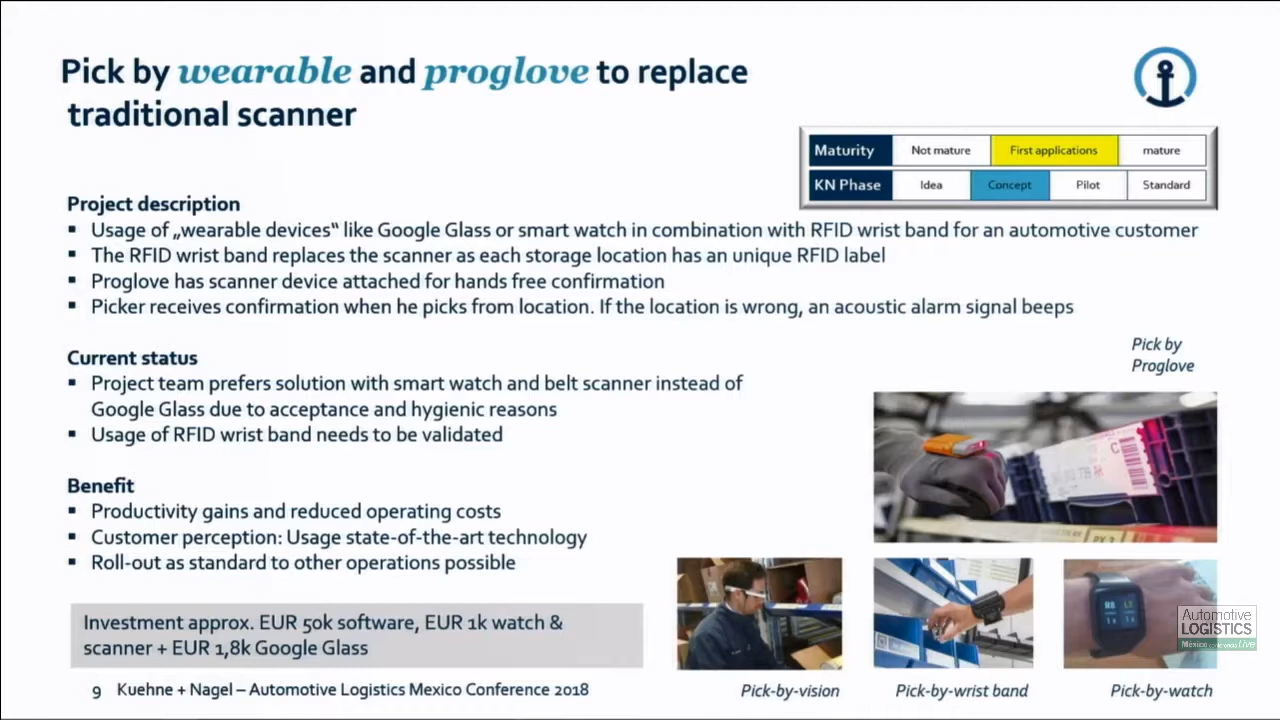 Pick by wearable and proglove to replace
traditional scanner
Maturity Not mature First applications mature
KN Phase Idea Concept Pilot Standard
Project description
▪ Usage of „wearable devices“ like Google Glass or smart watch in combination with RFID wrist band for an automotive customer
▪ The RFID wrist band replaces the scanner as each storage location has an unique RFID label
▪ Proglove has scanner device attached for hands free confirmation
▪ Picker receives confirmation when he picks from location. If the location is wrong, an acoustic alarm signal beeps
Current status
▪ Project team prefers solution with smart watch and belt scanner instead of
Google Glass due to acceptance and hygienic reasons
▪ Usage of RFID wrist band needs to be validated
Benefit
▪ Productivity gains and reduced operating costs
▪ Customer perception: Usage state-of-the-art technology
▪ Roll-out as standard to other operations possible
Investment approx. EUR 50k software, EUR 1k watch &
scanner + EUR 1,8k Google Glass
Pick by
Proglove
Automotive
LOGISTICS
Pick-by-vision
Pick-by-wrist band
Pick-by-watch
9 Kuehne + Nagel – Automotive Logistics Mexico Conference 2018